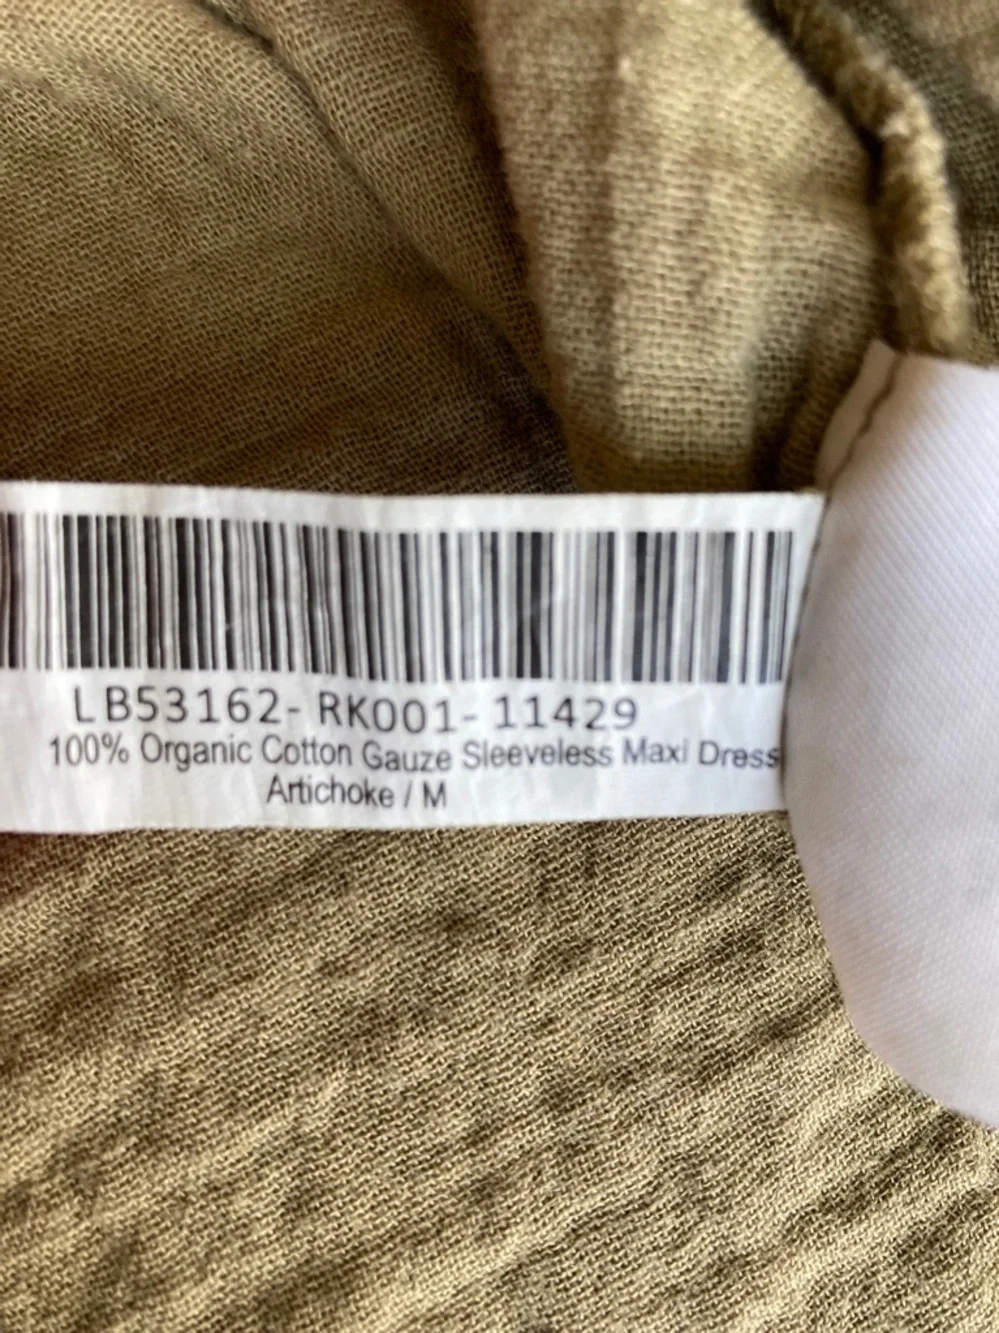 LB53162-RK001-11429
100% Organic Cotton Gauze Sleeveless Maxi Dress
Artichoke / M